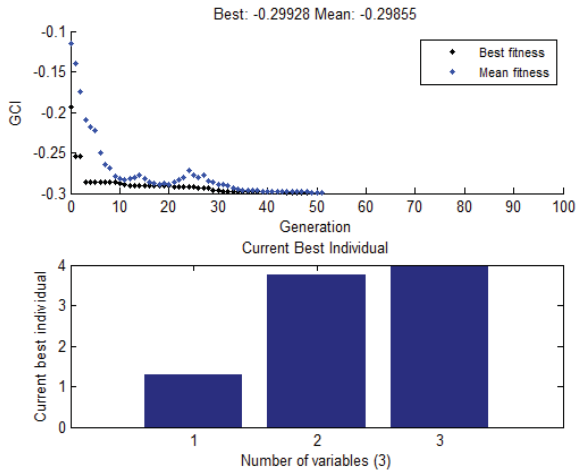 Best: -0.29928 Mean: -0.29855
-0.1
-0.15
-0.2
-0.25
-0.3
GCI
Best fitness
Mean fitness
0 10 20 30 40 50 60 70 80 90 100
Generation
Current Best Individual
4
3
2
1
0
Current best individual
1 2 3
Number of variables (3)